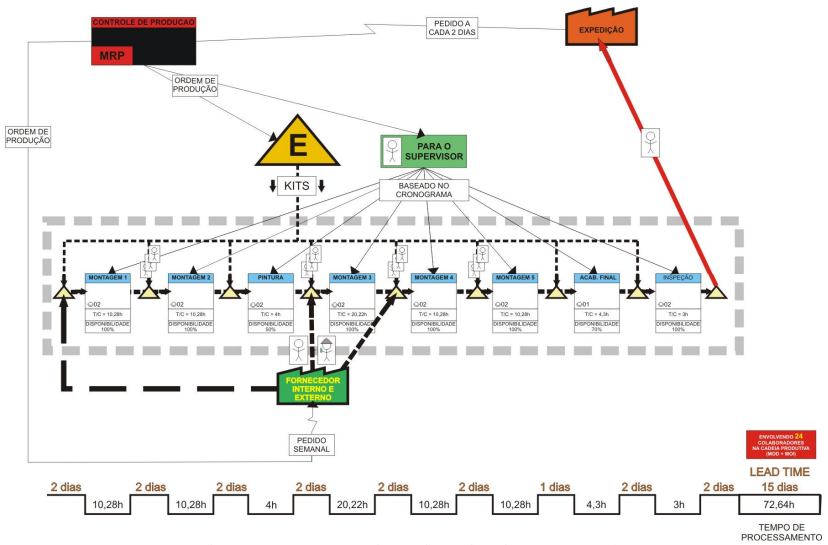 CONTROLE DE PRODUCAO
MRP
PEDIDO A
CADA 2 DIAS
EXPEDIÇÃO
ORDEM DE
PRODUÇÃO
ORDEM DE
PRODUÇÃO
E
PARA O
SUPERVISOR
KITS
BASEADO NO
CRONOGRAMA
MONTAGEM 1
02
T/C = 10,28h
DISPONIBILIDADE
100%
MONTAGEM 2
02
T/C = 10,28h
DISPONIBILIDADE
100%
PINTURA
02
T/C = 4h
DISPONIBILIDADE
50%
MONTAGEM 3
02
T/C = 20,22h
DISPONIBILIDADE
100%
MONTAGEM 4
02
T/C = 10,28h
DISPONIBILIDADE
100%
MONTAGEM 5
02
T/C = 10,28h
DISPONIBILIDADE
100%
ACAB. FINAL
01
T/C = 4,3h
DISPONIBILIDADE
70%
INSPEÇÃO
02
T/C = 3h
DISPONIBILIDADE
100%
FORNECEDOR
INTERNO E
EXTERNO
PEDIDO
SEMANAL
ENVOLVENDO 24
COLABORADORES
NA CADEIA PRODUTIVA
(MOD + MOI)
LEAD TIME
2 dias 2 dias 2 dias 2 dias 2 dias 2 dias 1 dias 2 dias 2 dias 15 dias
10,28h 10,28h 4h 20,22h 10,28h 10,28h 4,3h 3h 72,64h
TEMPO DE
PROCESSAMENTO